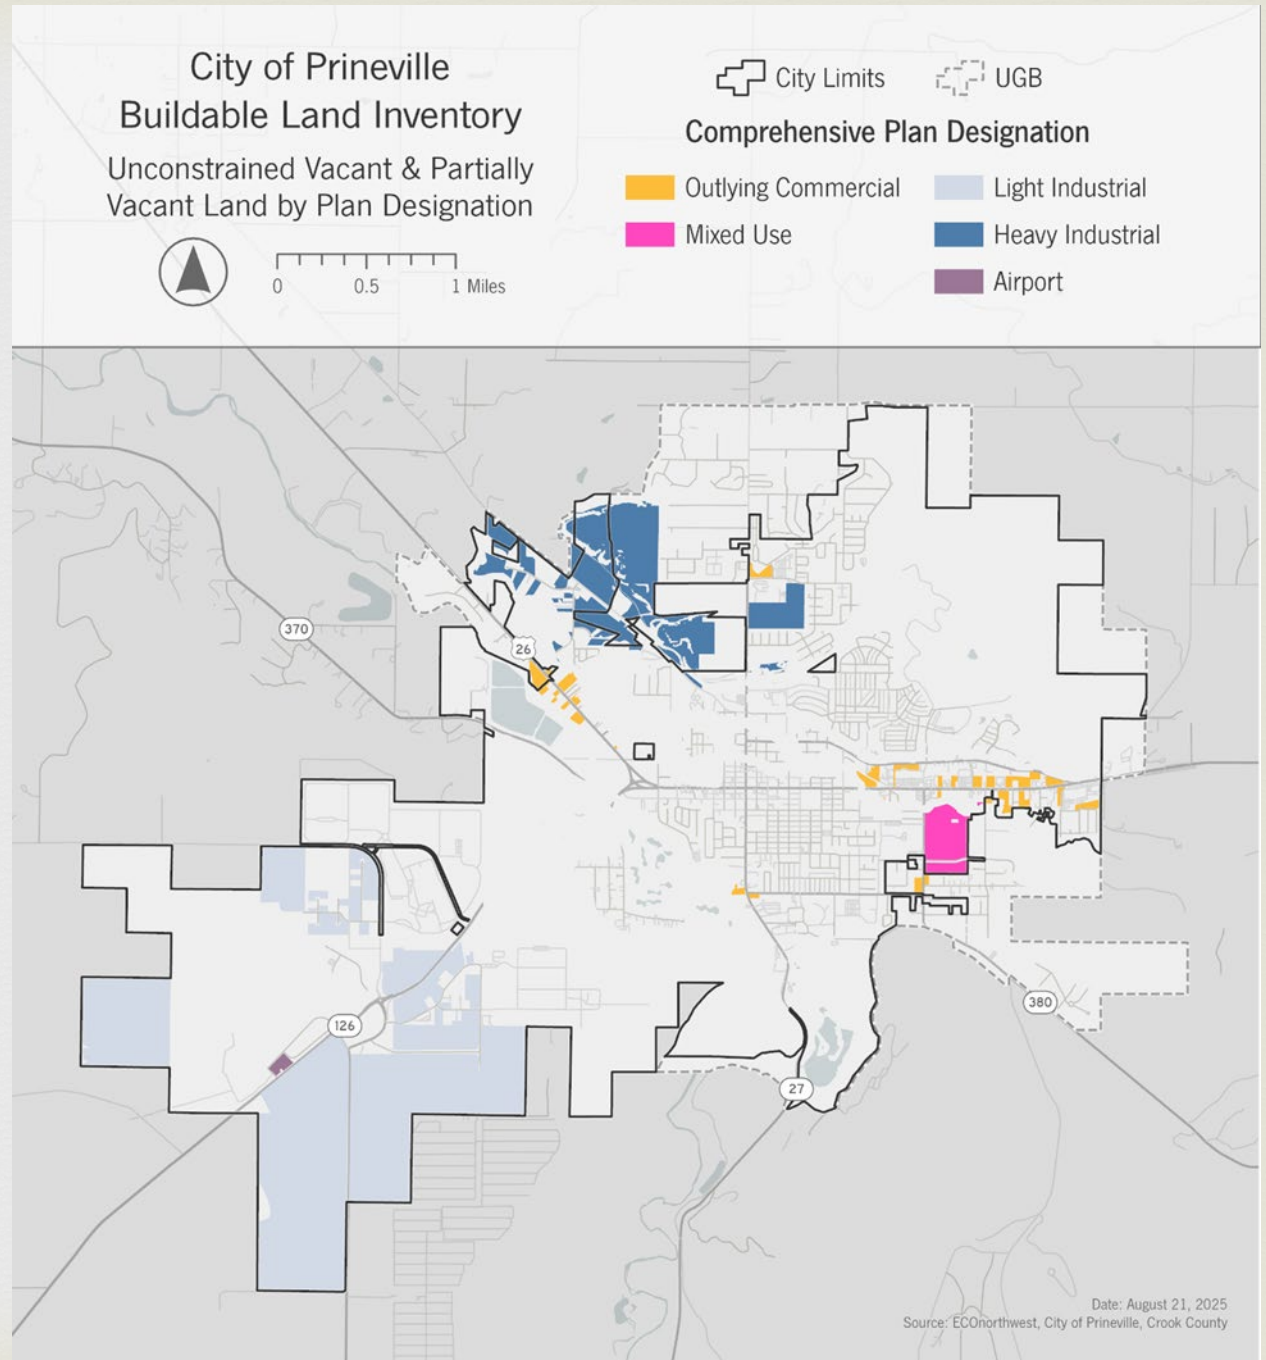 City of Prineville
Buildable Land Inventory
Unconstrained Vacant & Partially
Vacant Land by Plan Designation
0 0.5 1 Miles
City Limits UGB
Comprehensive Plan Designation
Outlying Commercial Light Industrial
Mixed Use Heavy Industrial
Airport
370
26
126
380
27
Date: August 21, 2025
Source: ECOnorthwest, City of Prineville, Crook County